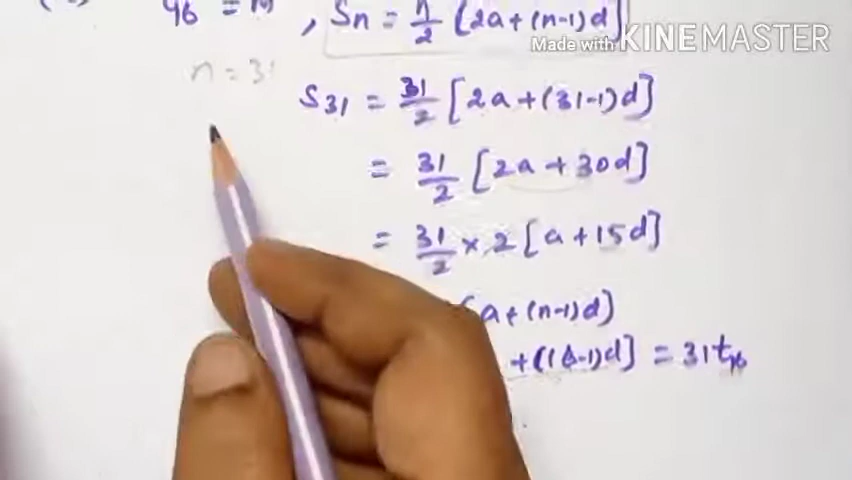 = m , Sn = n/2 [2a+(n-1)d]
Made with KINEMASTER
n = 31
S31 = 31/2 [2a+(31-1)d]
= 31/2 [2a+30d]
= 31/2 × 2 [a+15d]
[a+(n-1)d]
+(16-1)d] = 31t16